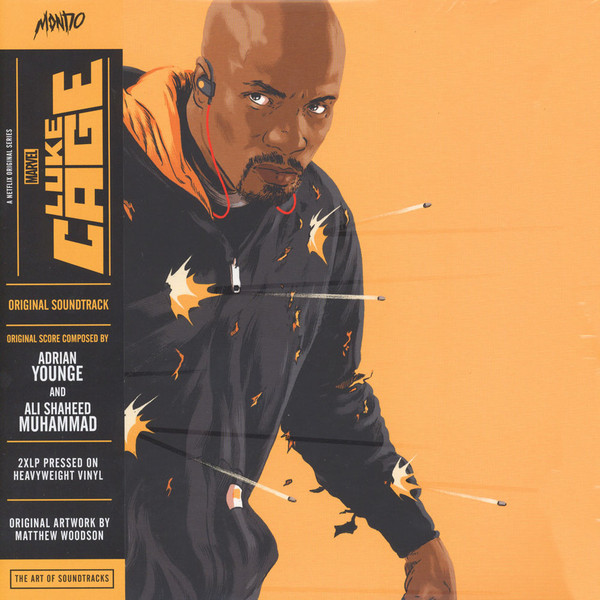 MONDO
A NETFLIX ORIGINAL SERIES
MARVEL
LUKE
CAGE
ORIGINAL SOUNDTRACK
ORIGINAL SCORE COMPOSED BY
ADRIAN
YOUNGE
AND
ALI SHAHEED
MUHAMMAD
2XLP PRESSED ON
HEAVYWEIGHT VINYL
ORIGINAL ARTWORK BY
MATTHEW WOODSON
THE ART OF SOUNDTRACKS